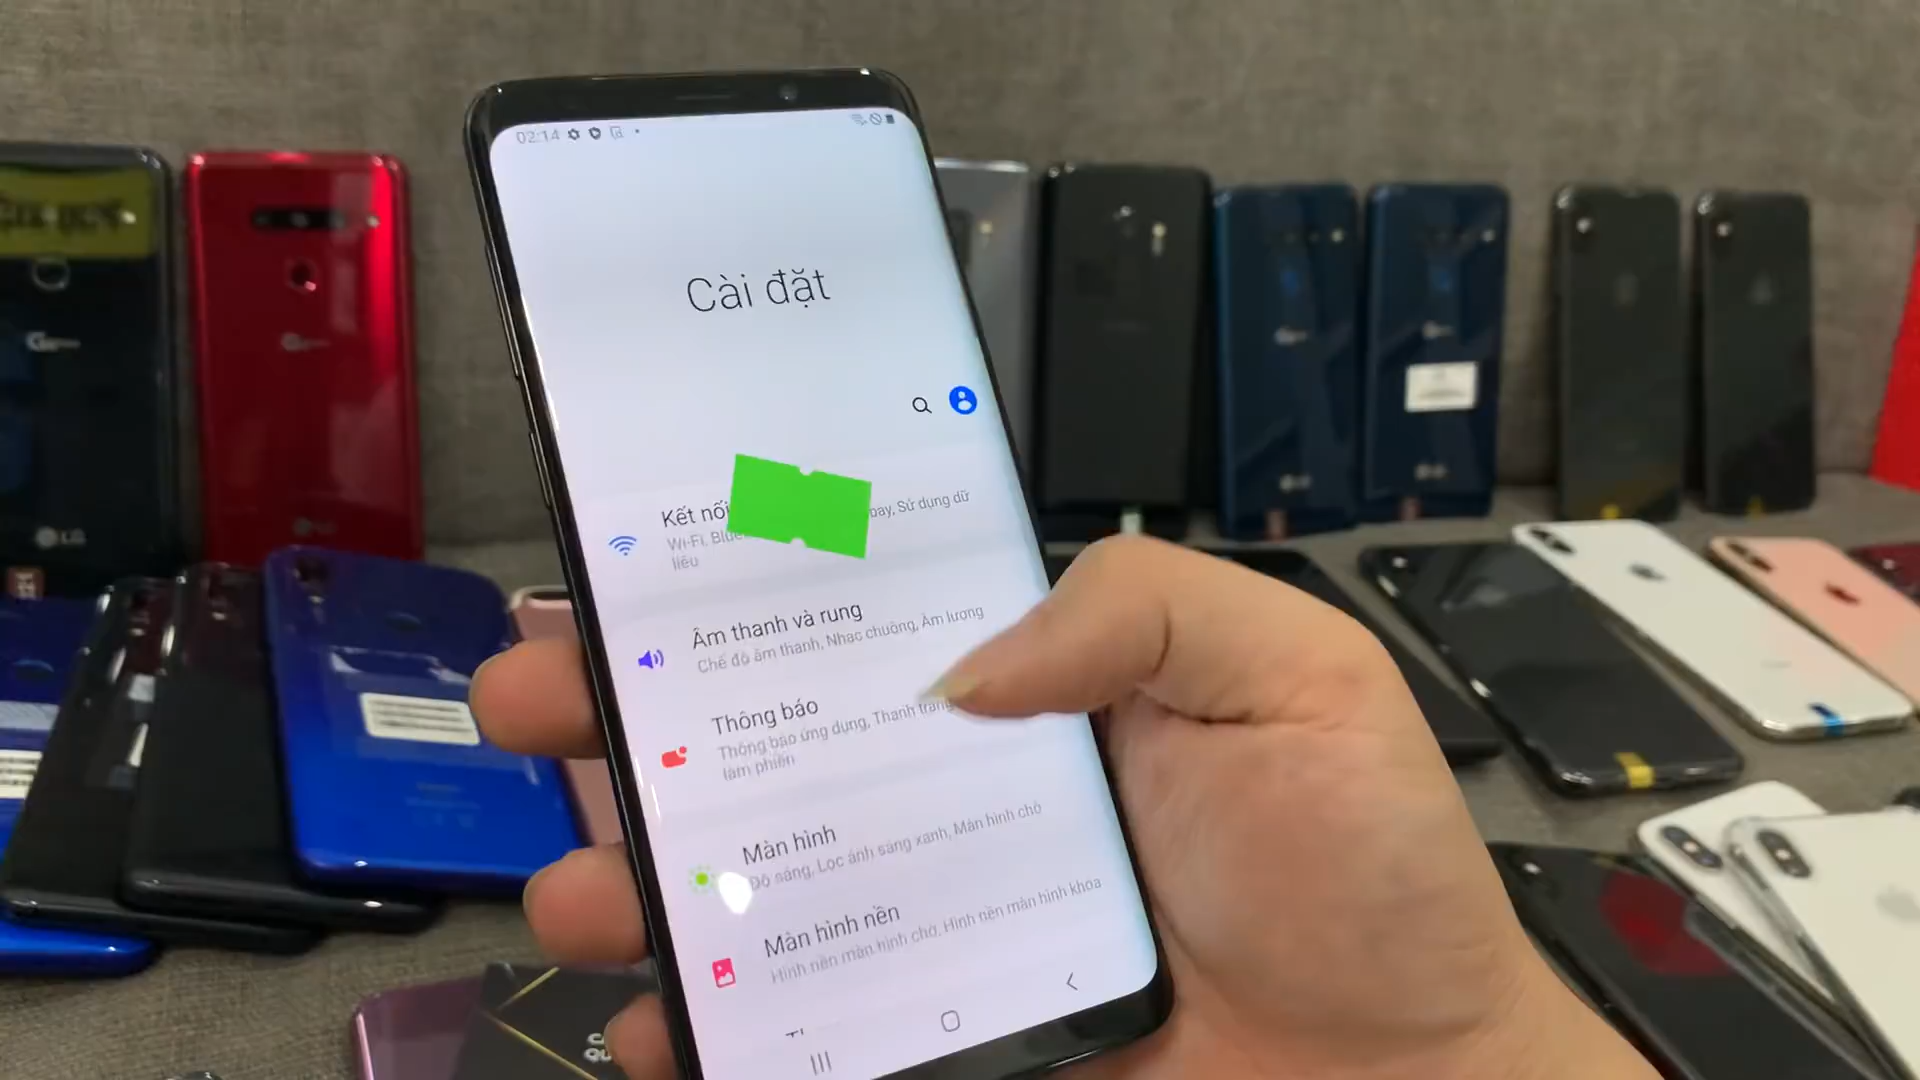 02:14
Cài đặt
Kết nối
Wi-Fi, bay, Sử dụng dữ
liệu
Âm thanh và rung
Chế độ âm thanh, Nhạc chuông, Âm lượng
Thông báo
Thông báo ứng dụng, Thanh trạng
làm phiền
Màn hình
Độ sáng, Lọc ánh sáng xanh, Màn hình chờ
Màn hình nền
Hình nền màn hình chờ, Hình nền màn hình khóa
LG
LG